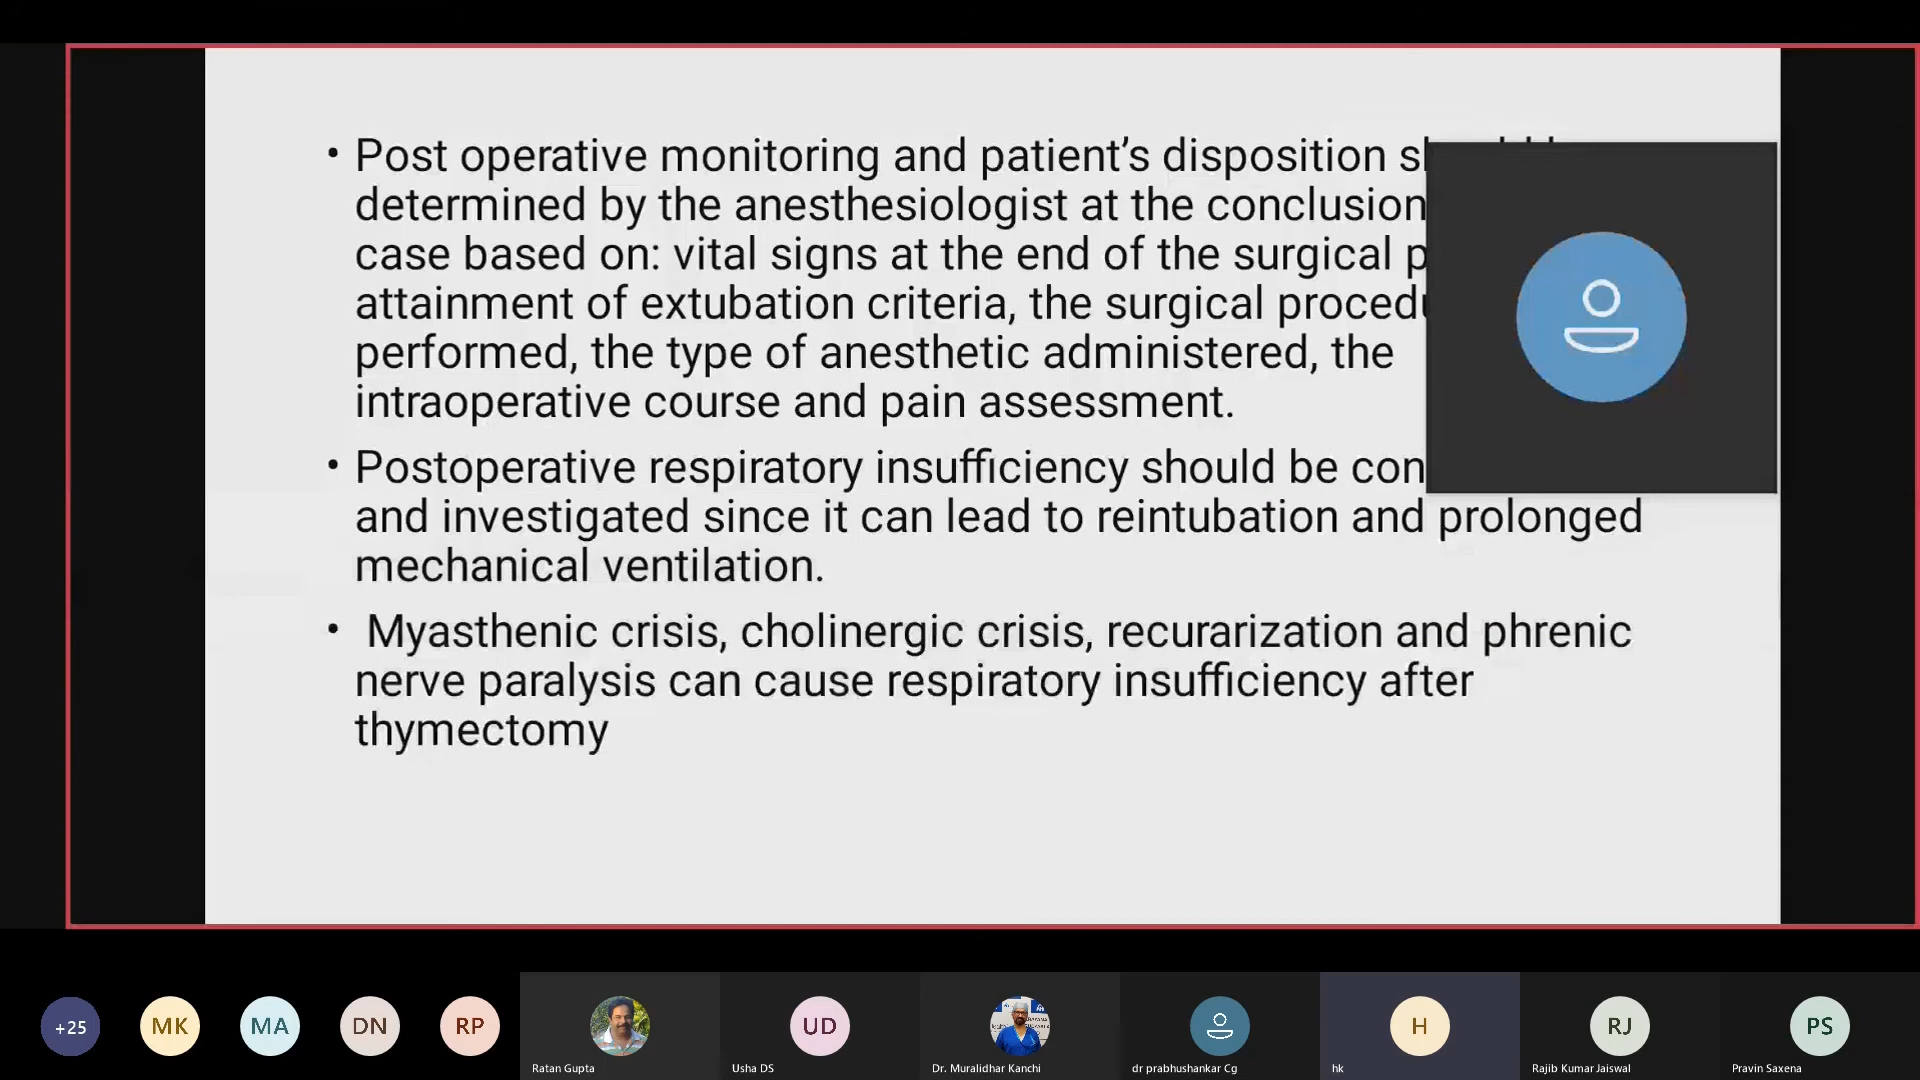 • Post operative monitoring and patient’s disposition
determined by the anesthesiologist at the conclusion
case based on: vital signs at the end of the surgical
attainment of extubation criteria, the surgical
performed, the type of anesthetic administered, the
intraoperative course and pain assessment.
• Postoperative respiratory insufficiency should be
and investigated since it can lead to reintubation and prolonged
mechanical ventilation.
• Myasthenic crisis, cholinergic crisis, recurarization and phrenic
nerve paralysis can cause respiratory insufficiency after
thymectomy
+25 MK MA DN RP UD H RJ PS
Ratan Gupta Usha DS Dr. Muralidhar Kanchi dr prabhushankar Cg hk Rajib Kumar Jaiswal Pravin Saxena